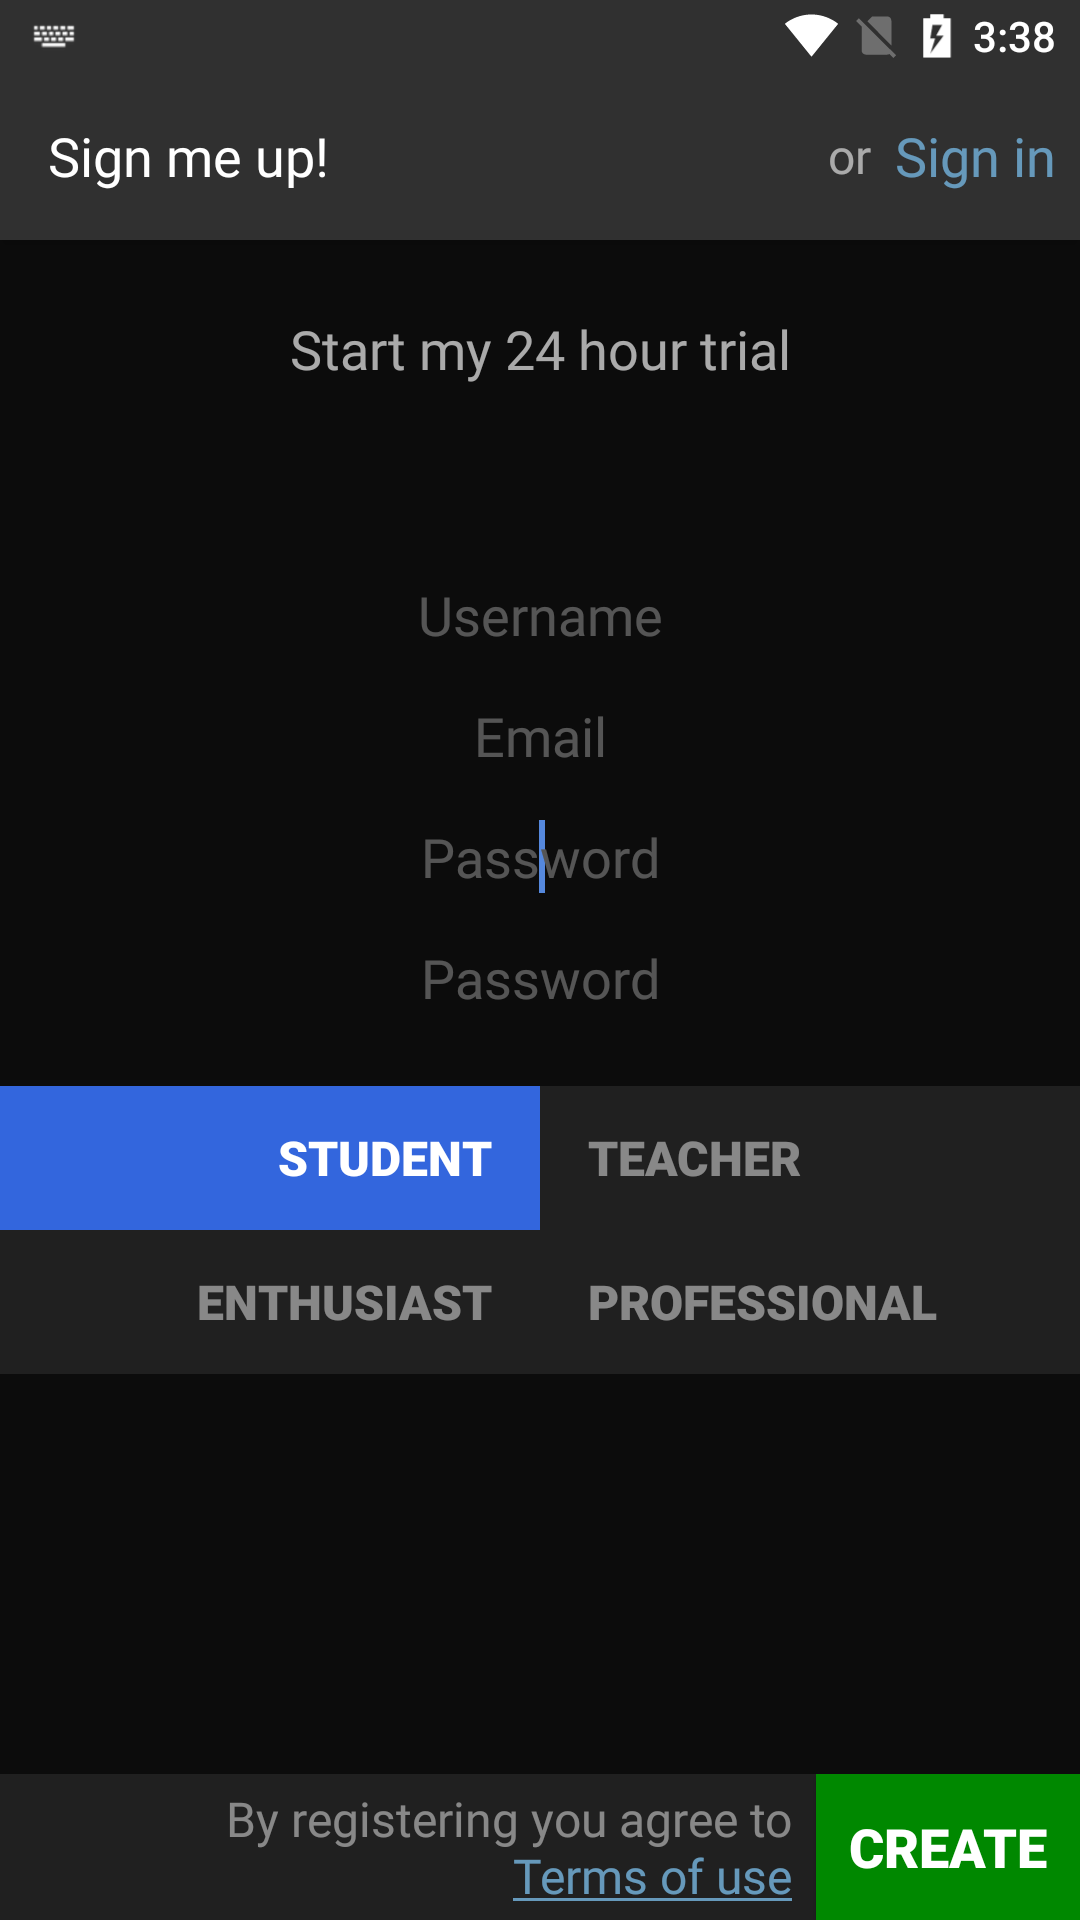 3:38
Sign me up!
or Sign in
Start my 24 hour trial
Username
Email
Password
Password
STUDENT
TEACHER
ENTHUSIAST
PROFESSIONAL
By registering you agree to
Terms of use
CREATE